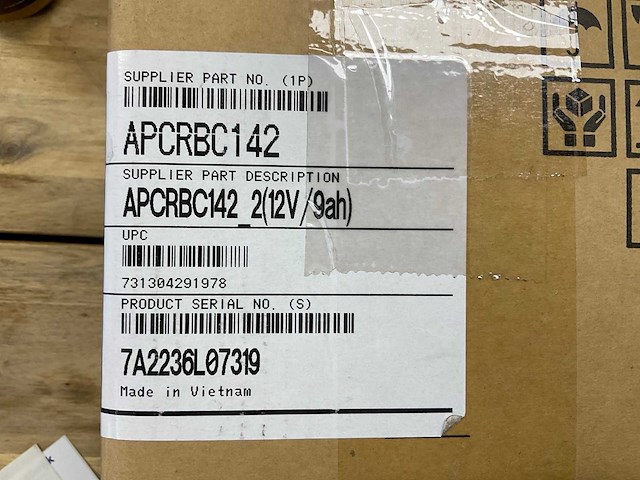 SUPPLIER PART NO. (1P)
APCRBC142
SUPPLIER PART DESCRIPTION
APCRBC142_2(12V/9ah)
UPC
731304291978
PRODUCT SERIAL NO. (S)
7A2236L07319
Made in Vietnam